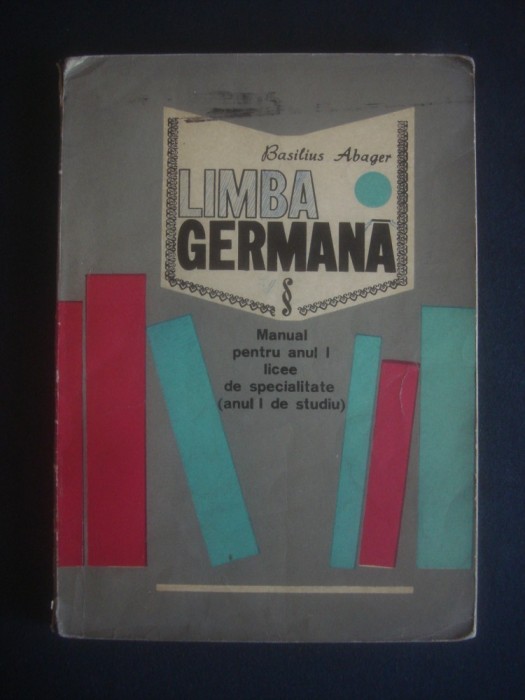 Basilius Abager
LIMBA
GERMANĂ
§
Manual
pentru anul I
licee
de specialitate
(anul I de studiu)